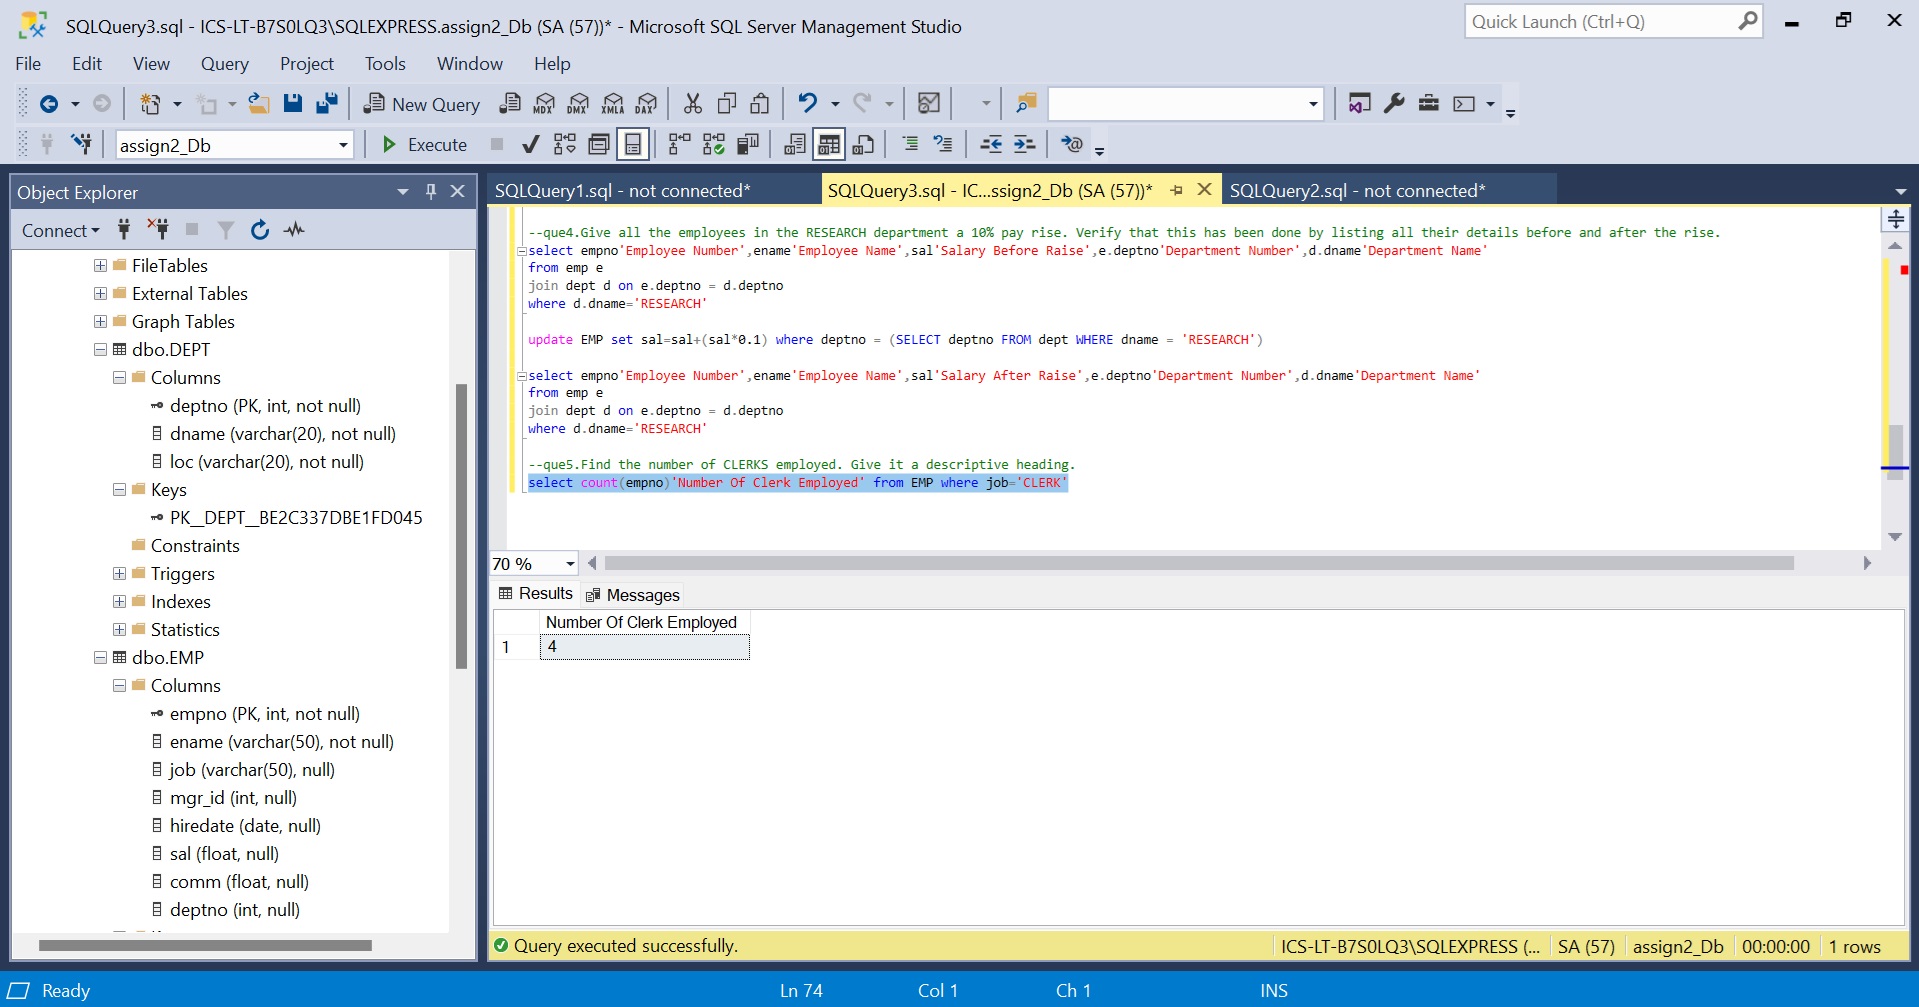 SQLQuery3.sql - ICS-LT-B7S0LQ3\SQLEXPRESS.assign2_Db (SA (57))* - Microsoft SQL Server Management Studio
Quick Launch (Ctrl+Q)
File Edit View Query Project Tools Window Help
New Query MDX DMX XMLA DAX
assign2_Db Execute
Object Explorer
Connect
FileTables
External Tables
Graph Tables
dbo.DEPT
Columns
deptno (PK, int, not null)
dname (varchar(20), not null)
loc (varchar(20), not null)
Keys
PK__DEPT__BE2C337DBE1FD045
Constraints
Triggers
Indexes
Statistics
dbo.EMP
Columns
empno (PK, int, not null)
ename (varchar(50), not null)
job (varchar(50), null)
mgr_id (int, null)
hiredate (date, null)
sal (float, null)
comm (float, null)
deptno (int, null)
SQLQuery1.sql - not connected*
SQLQuery3.sql - IC...ssign2_Db (SA (57))*
SQLQuery2.sql - not connected*
--que4.Give all the employees in the RESEARCH department a 10% pay rise. Verify that this has been done by listing all their details before and after the rise.
select empno'Employee Number',ename'Employee Name',sal'Salary Before Raise',e.deptno'Department Number',d.dname'Department Name'
from emp e
join dept d on e.deptno = d.deptno
where d.dname='RESEARCH'
update EMP set sal=sal+(sal*0.1) where deptno = (SELECT deptno FROM dept WHERE dname = 'RESEARCH')
select empno'Employee Number',ename'Employee Name',sal'Salary After Raise',e.deptno'Department Number',d.dname'Department Name'
from emp e
join dept d on e.deptno = d.deptno
where d.dname='RESEARCH'
--que5.Find the number of CLERKS employed. Give it a descriptive heading.
select count(empno)'Number Of Clerk Employed' from EMP where job='CLERK'
70 %
Results Messages
Number Of Clerk Employed
1 4
Query executed successfully.
ICS-LT-B7S0LQ3\SQLEXPRESS (... SA (57) assign2_Db 00:00:00 1 rows
Ready Ln 74 Col 1 Ch 1 INS